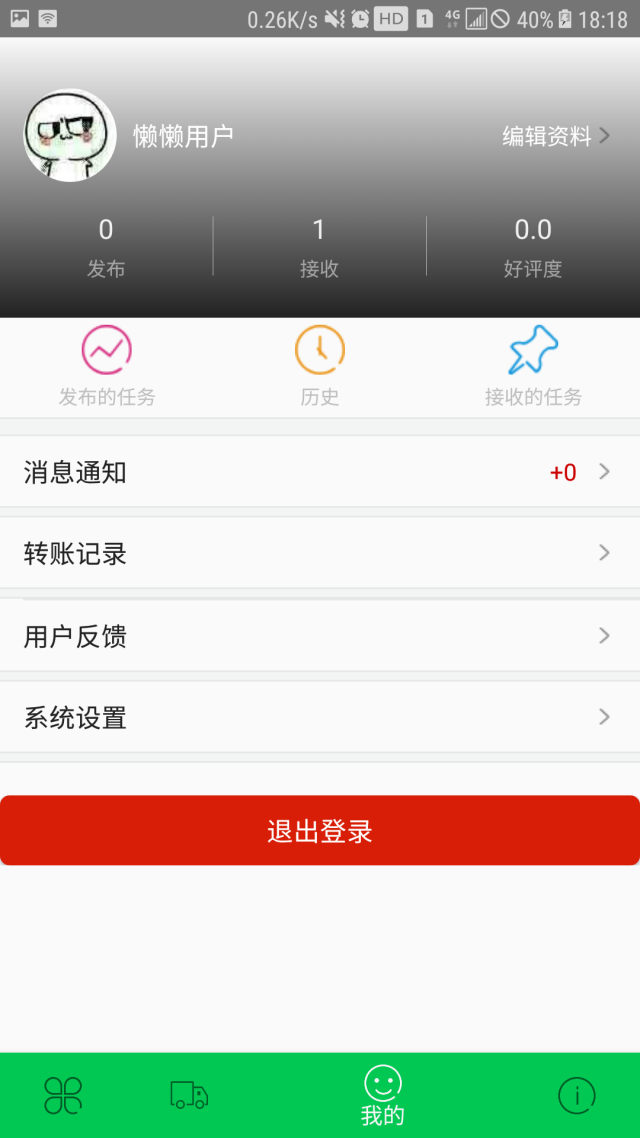 0.26K/s HD 1 4G 40% 18:18
懒懒用户
编辑资料
0 1 0.0
发布 接收 好评度
发布的任务 历史 接收的任务
消息通知 +0
转账记录
用户反馈
系统设置
退出登录
我的